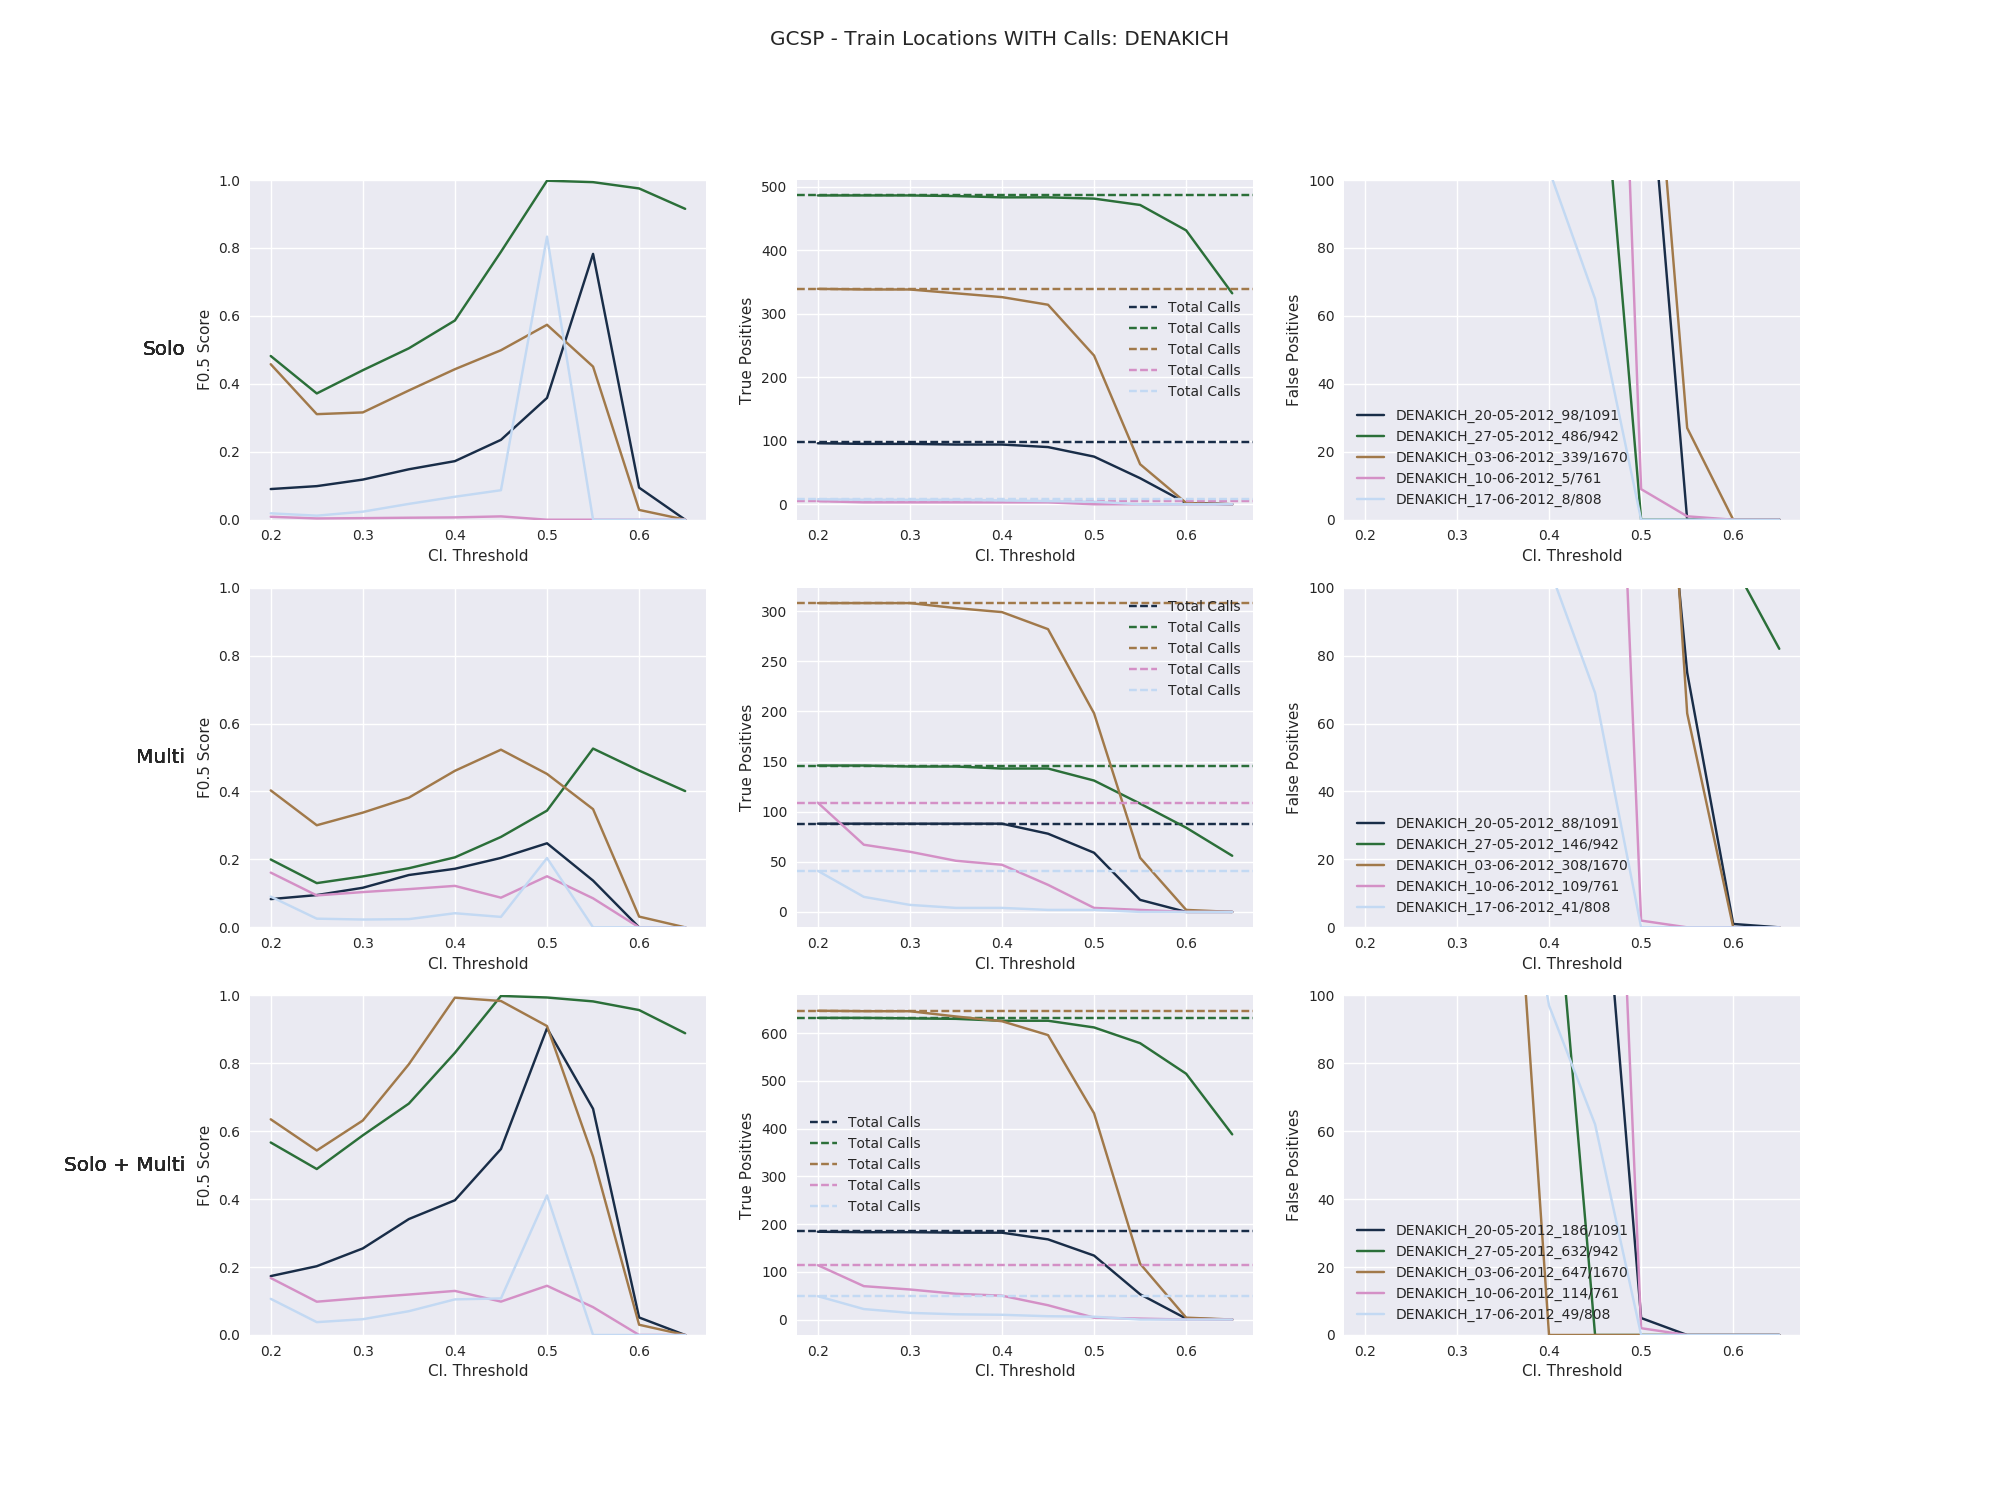 GCSP - Train Locations WITH Calls: DENAKICH
Solo
F0.5 Score
1.0
0.8
0.6
0.4
0.2
0.0
0.2 0.3 0.4 0.5 0.6
Cl. Threshold
True Positives
500
400
300
200
100
0
Total Calls
Total Calls
Total Calls
Total Calls
Total Calls
0.2 0.3 0.4 0.5 0.6
Cl. Threshold
False Positives
100
80
60
40
20
0
DENAKICH_20-05-2012_98/1091
DENAKICH_27-05-2012_486/942
DENAKICH_03-06-2012_339/1670
DENAKICH_10-06-2012_5/761
DENAKICH_17-06-2012_8/808
0.2 0.3 0.4 0.5 0.6
Cl. Threshold
Multi
F0.5 Score
1.0
0.8
0.6
0.4
0.2
0.0
0.2 0.3 0.4 0.5 0.6
Cl. Threshold
True Positives
300
250
200
150
100
50
0
Total Calls
Total Calls
Total Calls
Total Calls
Total Calls
0.2 0.3 0.4 0.5 0.6
Cl. Threshold
False Positives
100
80
60
40
20
0
DENAKICH_20-05-2012_88/1091
DENAKICH_27-05-2012_146/942
DENAKICH_03-06-2012_308/1670
DENAKICH_10-06-2012_109/761
DENAKICH_17-06-2012_41/808
0.2 0.3 0.4 0.5 0.6
Cl. Threshold
Solo + Multi
F0.5 Score
1.0
0.8
0.6
0.4
0.2
0.0
0.2 0.3 0.4 0.5 0.6
Cl. Threshold
True Positives
600
500
400
300
200
100
0
Total Calls
Total Calls
Total Calls
Total Calls
Total Calls
0.2 0.3 0.4 0.5 0.6
Cl. Threshold
False Positives
100
80
60
40
20
0
DENAKICH_20-05-2012_186/1091
DENAKICH_27-05-2012_632/942
DENAKICH_03-06-2012_647/1670
DENAKICH_10-06-2012_114/761
DENAKICH_17-06-2012_49/808
0.2 0.3 0.4 0.5 0.6
Cl. Threshold